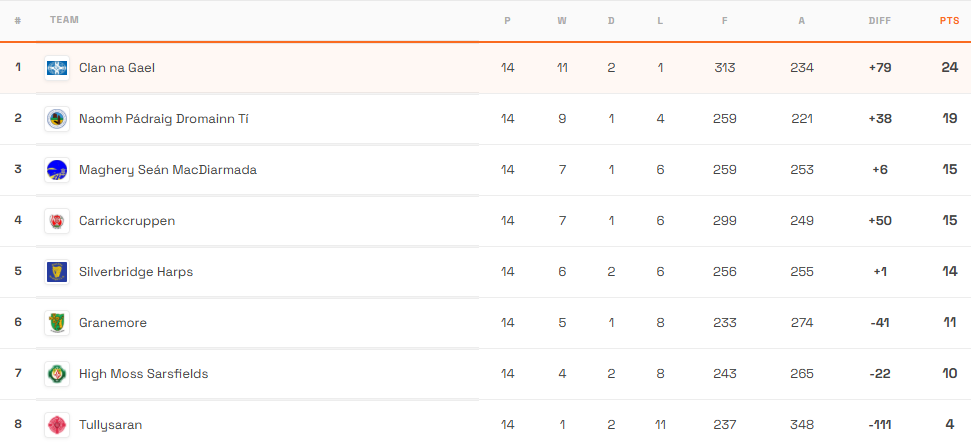 # TEAM P W D L F A DIFF PTS
1 Clan na Gael 14 11 2 1 313 234 +79 24
2 Naomh Pádraig Dromainn Tí 14 9 1 4 259 221 +38 19
3 Maghery Seán MacDiarmada 14 7 1 6 259 253 +6 15
4 Carrickcruppen 14 7 1 6 299 249 +50 15
5 Silverbridge Harps 14 6 2 6 256 255 +1 14
6 Granemore 14 5 1 8 233 274 -41 11
7 High Moss Sarsfields 14 4 2 8 243 265 -22 10
8 Tullysaran 14 1 2 11 237 348 -111 4